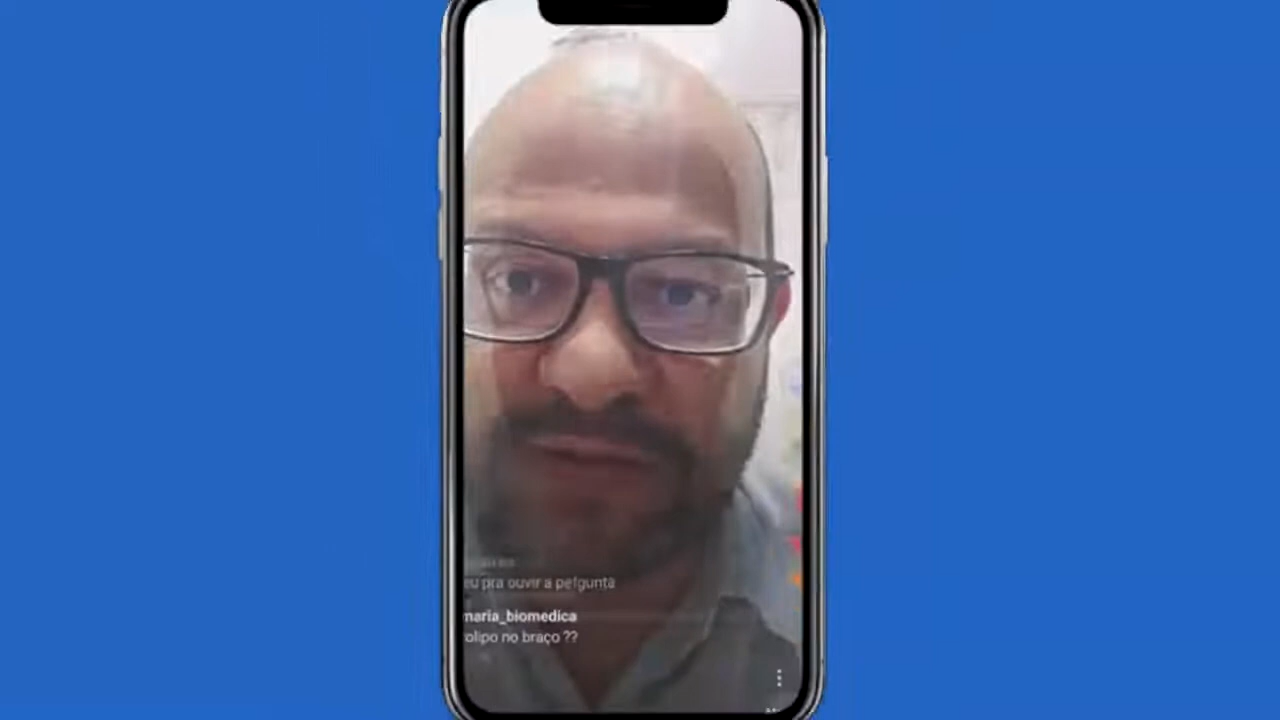 eu pra ouvir a pefgunta
maria_biomedica
olipo no braço ??